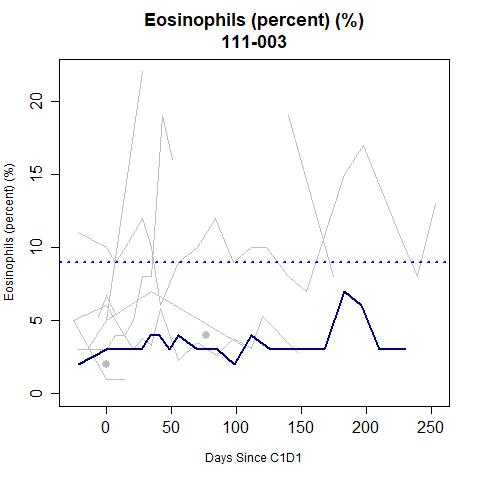 Eosinophils (percent) (%)
111-003
Eosinophils (percent) (%)
20
15
10
5
0
0 50 100 150 200 250
Days Since C1D1